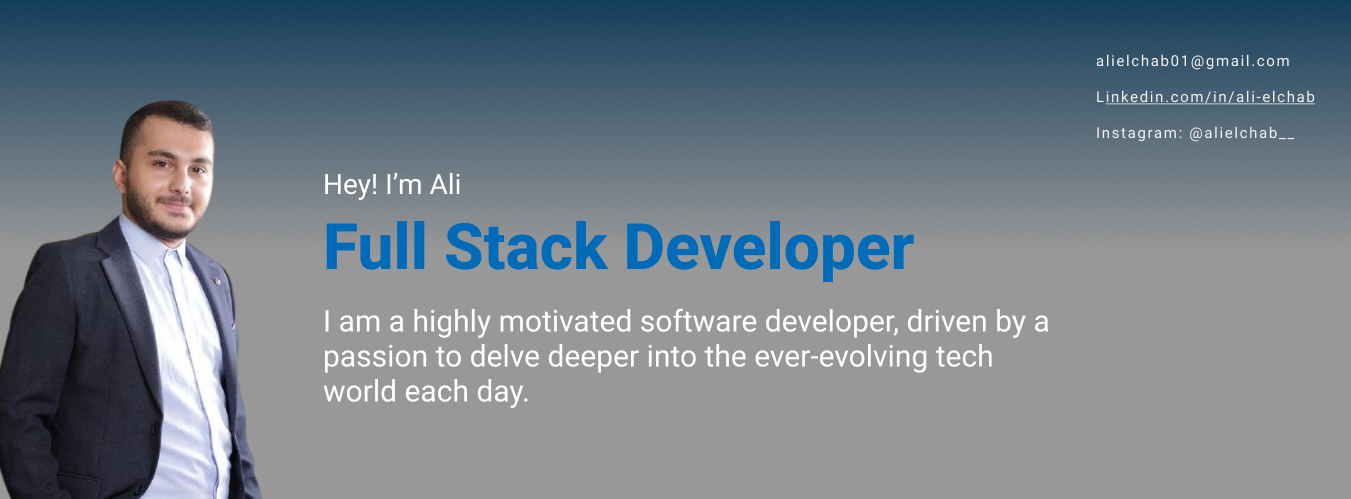 alielchab01@gmail.com
Linkedin.com/in/ali-elchab
Instagram: @alielchab__
Hey! I’m Ali
Full Stack Developer
I am a highly motivated software developer, driven by a
passion to delve deeper into the ever-evolving tech
world each day.